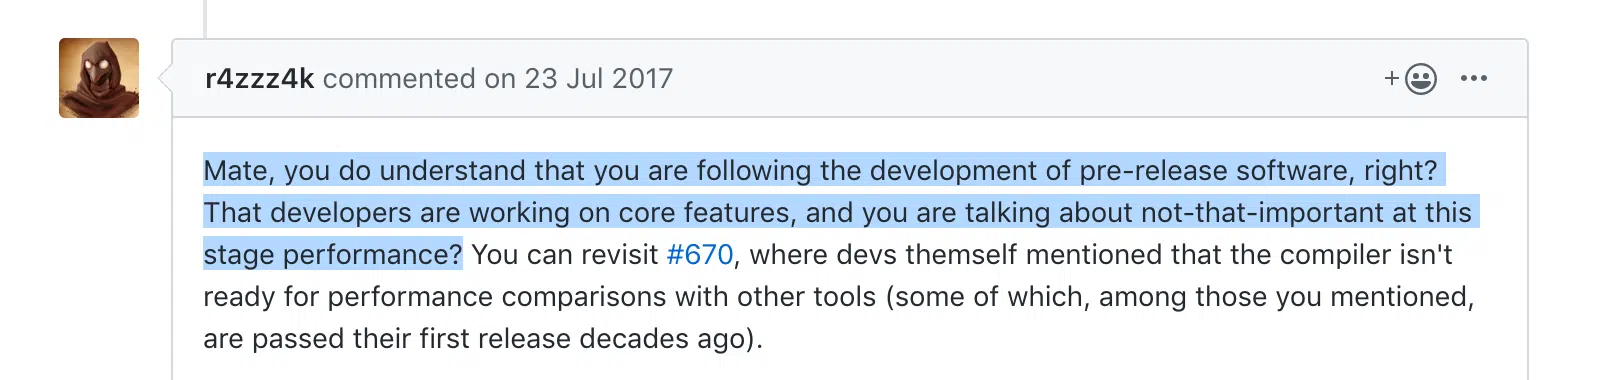 r4zzz4k commented on 23 Jul 2017
Mate, you do understand that you are following the development of pre-release software, right?
That developers are working on core features, and you are talking about not-that-important at this
stage performance? You can revisit #670, where devs themself mentioned that the compiler isn't
ready for performance comparisons with other tools (some of which, among those you mentioned,
are passed their first release decades ago).